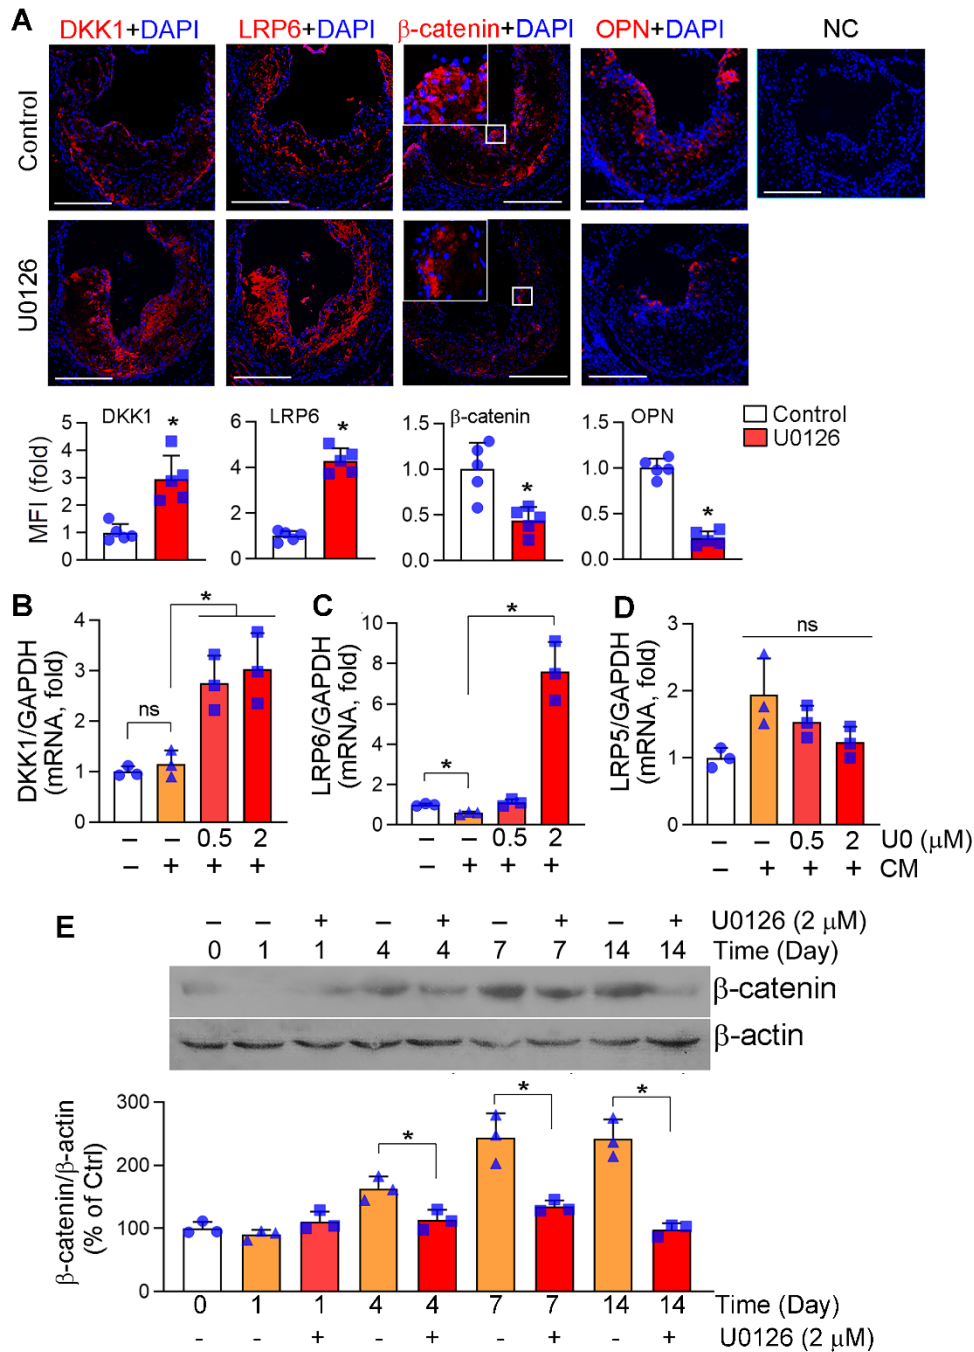 A
DKK1+DAPI LRP6+DAPI β-catenin+DAPI OPN+DAPI NC
Control
U0126
DKK1 LRP6 β-catenin OPN
Control
U0126
MFI (fold)
5 4 3 2 1 0
6 4 2 0
1.5 1.0 0.5 0.0
1.5 1.0 0.5 0.0
* * * *
B
DKK1/GAPDH
(mRNA, fold)
4 3 2 1 0
ns *
– – 0.5 2
– + + +
C
LRP6/GAPDH
(mRNA, fold)
10 8 6 4 2 0
* *
– – 0.5 2
– + + +
D
LRP5/GAPDH
(mRNA, fold)
3 2 1 0
ns
– – 0.5 2 U0 (μM)
– + + + CM
E
– – + – + – + – + U0126 (2 μM)
0 1 1 4 4 7 7 14 14 Time (Day)
β-catenin
β-actin
β-catenin/β-actin
(% of Ctrl)
300 200 100 0
* * *
0 1 1 4 4 7 7 14 14 Time (Day)
- - + - + - + - + U0126 (2 μM)